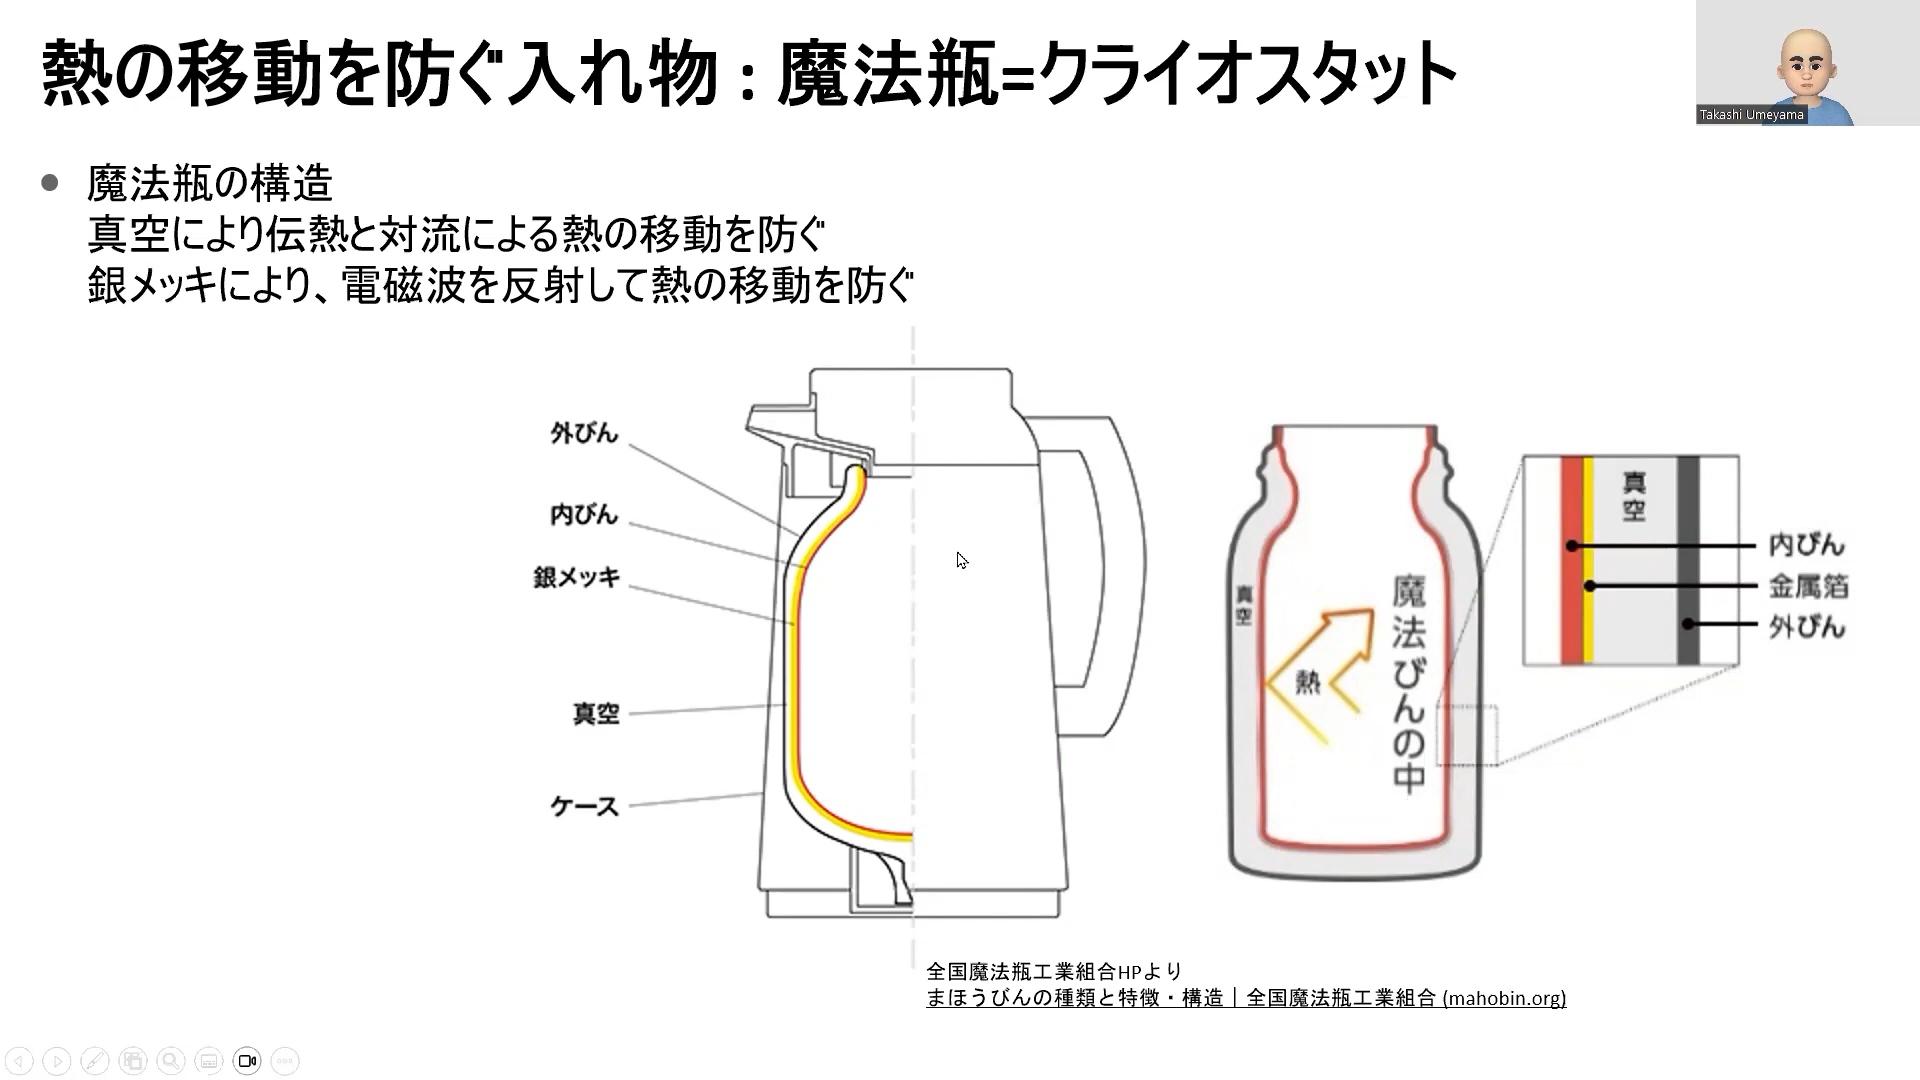 熱の移動を防ぐ入れ物 : 魔法瓶=クライオスタット
Takashi Umeyama
魔法瓶の構造
真空により伝熱と対流による熱の移動を防ぐ
銀メッキにより、電磁波を反射して熱の移動を防ぐ
外びん
内びん
銀メッキ
真空
ケース
真空
熱
魔法びんの中
真空
内びん
金属箔
外びん
全国魔法瓶工業組合HPより
まほうびんの種類と特徴・構造｜全国魔法瓶工業組合 (mahobin.org)